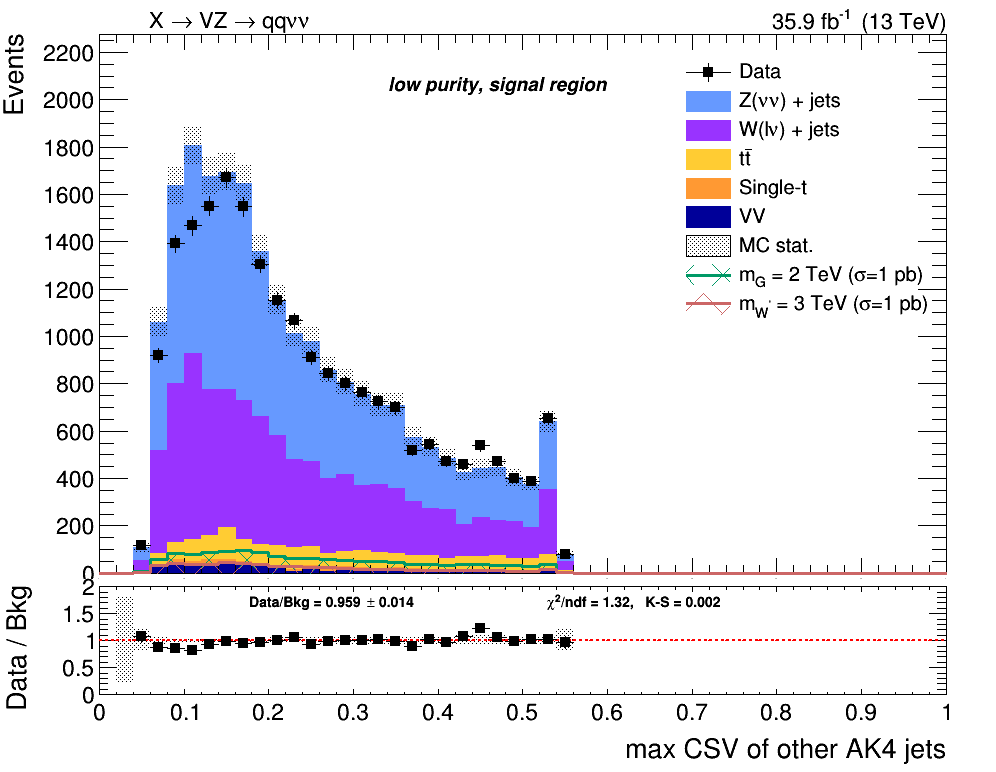 X → VZ → qqνν 35.9 fb⁻¹ (13 TeV)
Events
2200
2000
1800
1600
1400
1200
1000
800
600
400
200
0
low purity, signal region
Data
Z(νν) + jets
W(lν) + jets
tt̄
Single-t
VV
MC stat.
m_G = 2 TeV (σ=1 pb)
m_W' = 3 TeV (σ=1 pb)
Data / Bkg
2
1.5
1
0.5
0
Data/Bkg = 0.959 ± 0.014 χ²/ndf = 1.32, K-S = 0.002
0 0.1 0.2 0.3 0.4 0.5 0.6 0.7 0.8 0.9 1
max CSV of other AK4 jets